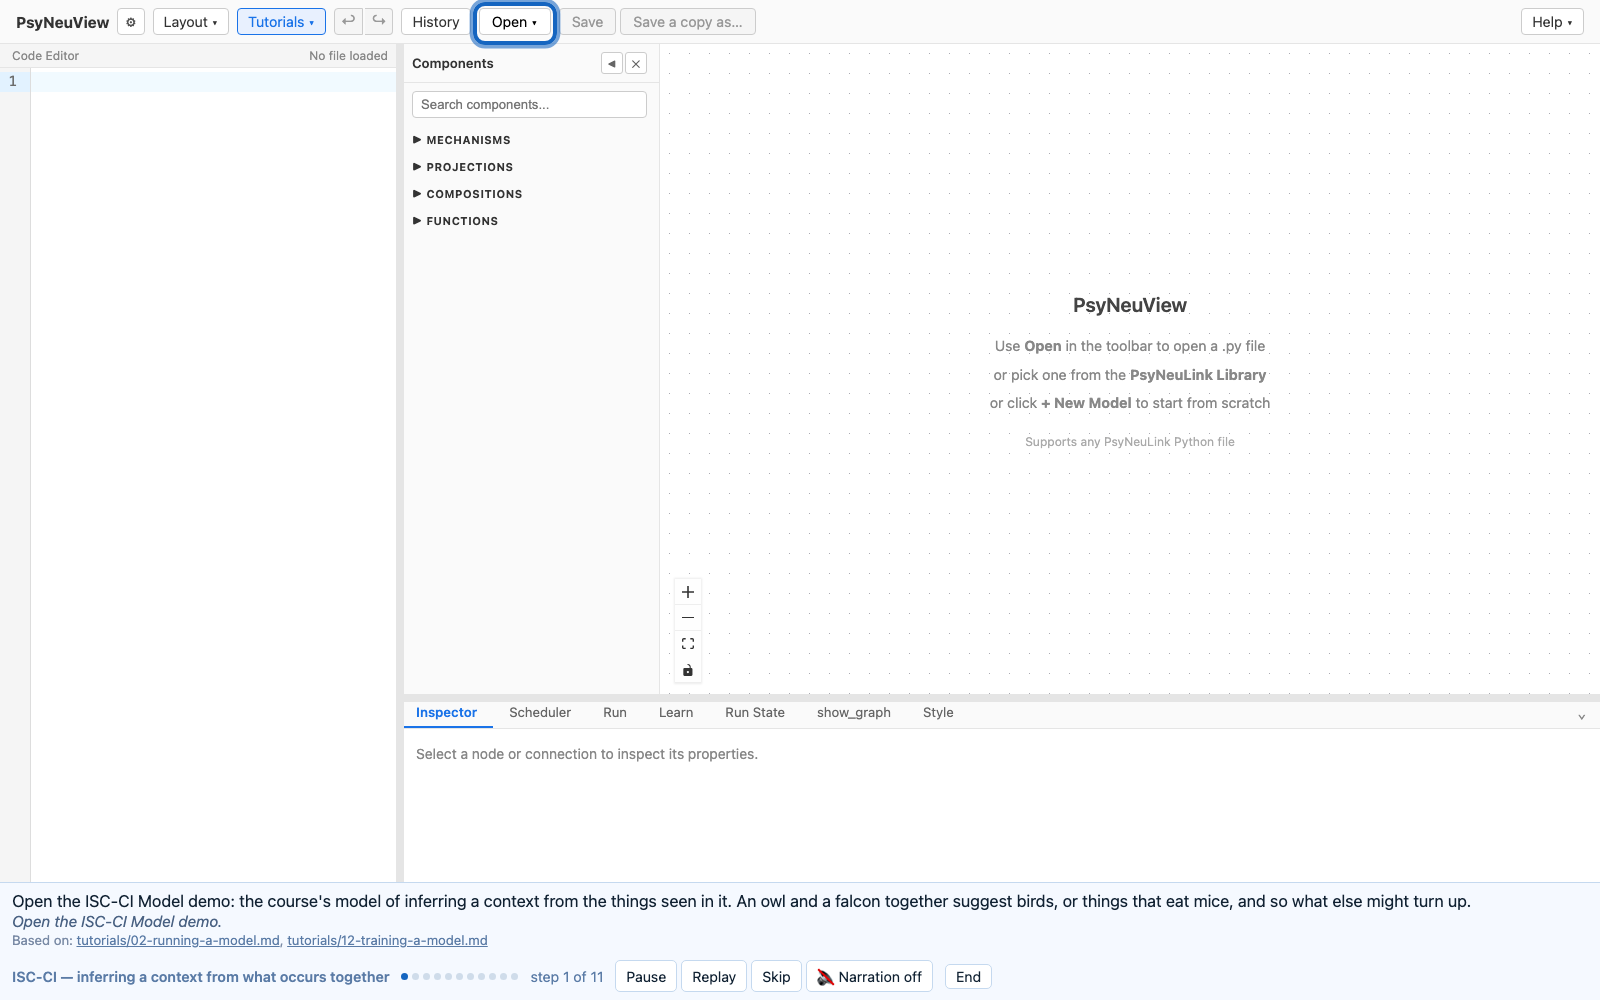 PsyNeuView
Layout ▾
Tutorials ▾
History
Open ▾
Save
Save a copy as...
Help ▾
Code Editor
No file loaded
1
Components
Search components...
MECHANISMS
PROJECTIONS
COMPOSITIONS
FUNCTIONS
PsyNeuView
Use Open in the toolbar to open a .py file
or pick one from the PsyNeuLink Library
or click + New Model to start from scratch
Supports any PsyNeuLink Python file
Inspector
Scheduler
Run
Learn
Run State
show_graph
Style
Select a node or connection to inspect its properties.
Open the ISC-CI Model demo: the course's model of inferring a context from the things seen in it. An owl and a falcon together suggest birds, or things that eat mice, and so what else might turn up.
Open the ISC-CI Model demo.
Based on: tutorials/02-running-a-model.md, tutorials/12-training-a-model.md
ISC-CI — inferring a context from what occurs together
step 1 of 11
Pause
Replay
Skip
Narration off
End